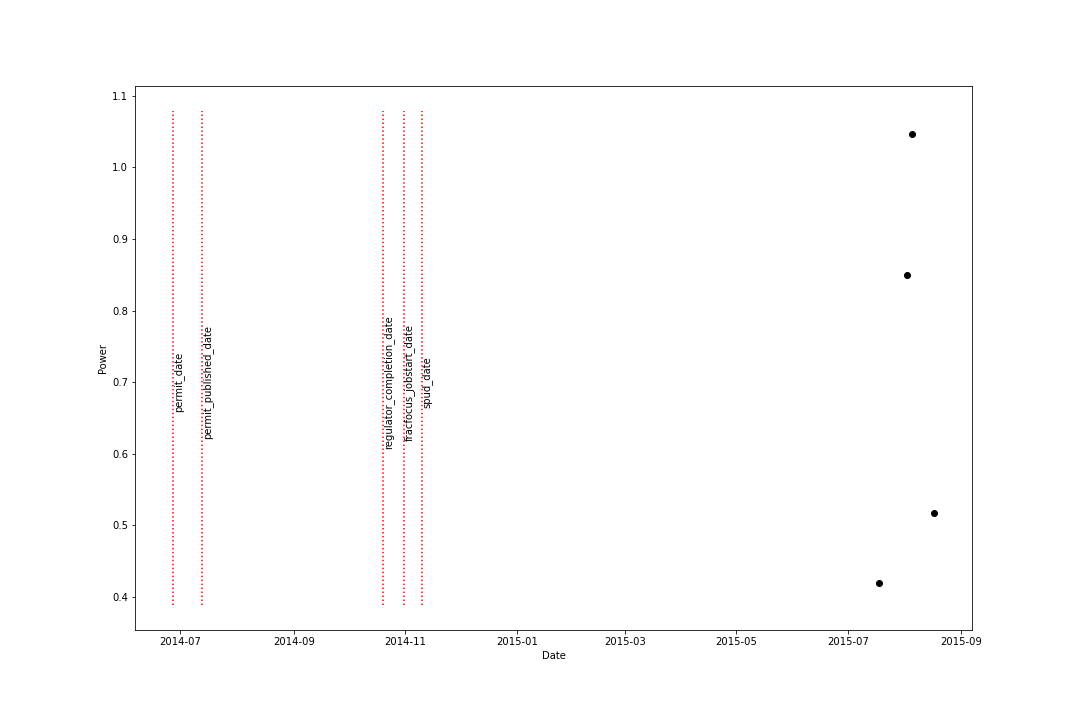 1.1
1.0
0.9
0.8
0.7
0.6
0.5
0.4
Power
permit_date
permit_published_date
regulator_completion_date
fracfocus_jobstart_date
spud_date
2014-07
2014-09
2014-11
2015-01
2015-03
2015-05
2015-07
2015-09
Date